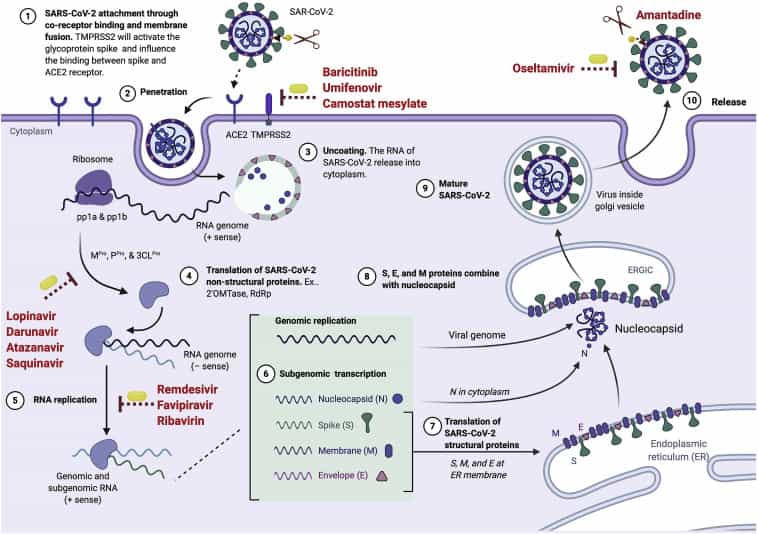 1
SARS-CoV-2 attachment through
co-receptor binding and membrane
fusion. TMPRSS2 will activate the
glycoprotein spike and influence
the binding between spike and
ACE2 receptor.
SAR-CoV-2
Amantadine
Oseltamivir
10 Release
2 Penetration
Baricitinib
Umifenovir
Camostat mesylate
Cytoplasm
ACE2 TMPRSS2
3 Uncoating. The RNA of
SARS-CoV-2 release into
cytoplasm.
Ribosome
pp1a & pp1b
RNA genome
(+ sense)
9 Mature
SARS-CoV-2
Virus inside
golgi vesicle
Mᴾʳᵒ, Pᴾʳᵒ, & 3CLᴾʳᵒ
4 Translation of SARS-CoV-2
non-structural proteins. Ex..
2'OMTase, RdRp
8 S, E, and M proteins combine
with nucleocapsid
ERGIC
Lopinavir
Darunavir
Atazanavir
Saquinavir
RNA genome
(− sense)
Genomic replication
Viral genome
Nucleocapsid
N
6 Subgenomic transcription
5 RNA replication
Remdesivir
Favipiravir
Ribavirin
Nucleocapsid (N)
N in cytoplasm
Spike (S)
Membrane (M)
Envelope (E)
7 Translation of
SARS-CoV-2
structural proteins
S, M, and E at
ER membrane
M
E
S
Endoplasmic
reticulum (ER)
Genomic and
subgenomic RNA
(+ sense)